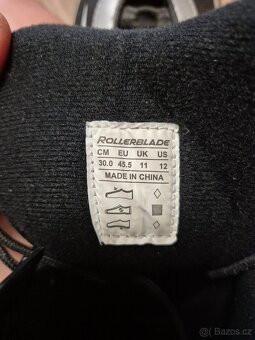 ROLLERBLADE
CM EU UK US
30.0 45.5 11 12
MADE IN CHINA
Bazos.cz